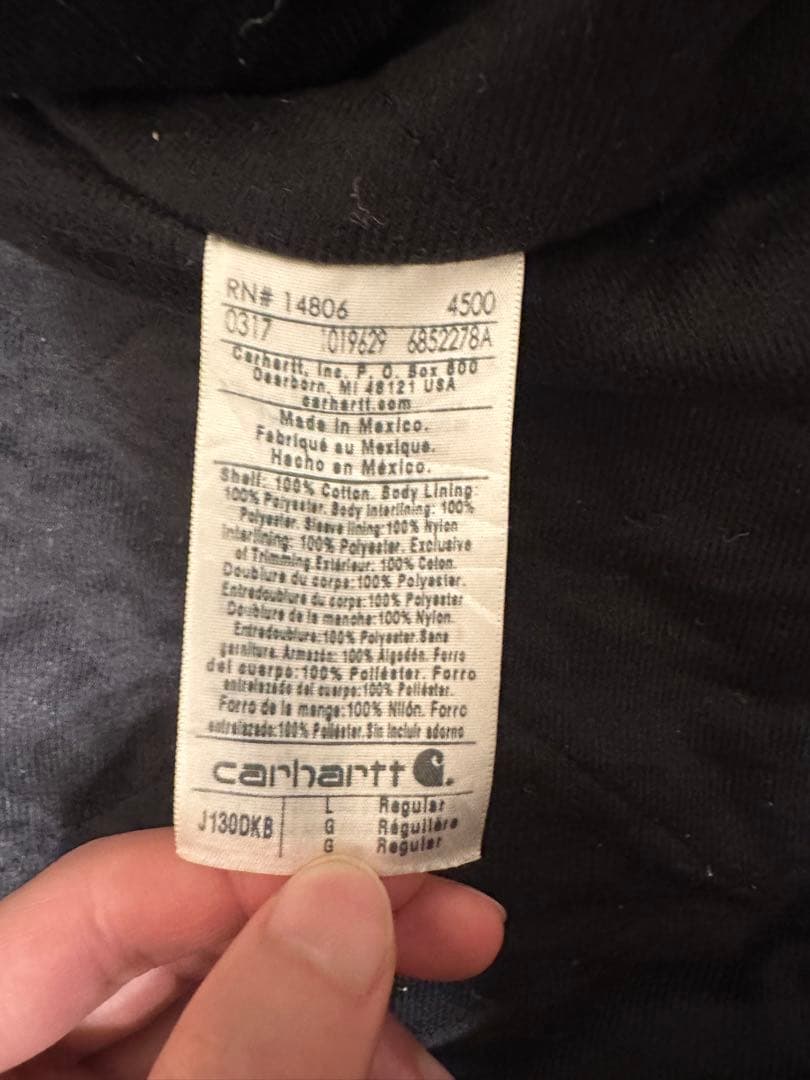 RN# 14806 4500
0317 1019629 6852278A
Carhartt, Inc. P. O. Box 600
Dearborn, MI 48121 USA
carhartt.com
Made in Mexico.
Fabriqué au Mexique.
Hecho en México.
Shell: 100% Cotton. Body Lining:
100% Polyester. Body Interlining: 100%
Polyester. Sleeve lining:100% Nylon
Interlining: 100% Polyester. Exclusive
of Trimming Extérieur: 100% Coton.
Doublure du corps:100% Polyester.
Entredoublure du corps:100% Polyester
Doublure de la manche:100% Nylon.
Entredoublure:100% Polyester.Sans
garniture. Armazón: 100% Algodón. Forro
del cuerpo:100% Poliéster. Forro
entrelazado del cuerpo:100% Poliéster.
Forro de la manga:100% Nilón. Forro
entrelazado:100% Poliéster.Sin incluir adorno
carhartt
J130DKB L Regular
G Régulière
G Regular